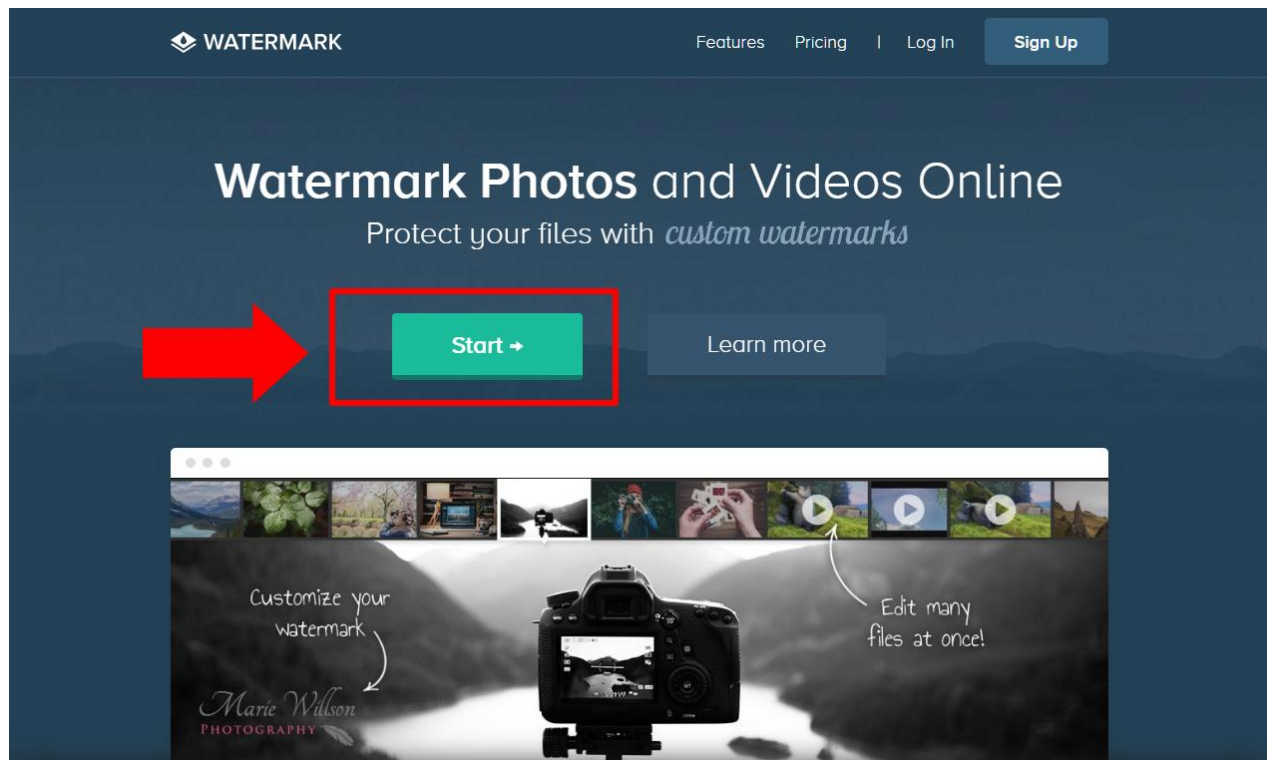 WATERMARK
Features Pricing | Log In Sign Up
Watermark Photos and Videos Online
Protect your files with custom watermarks
Start →
Learn more
Customize your
watermark
Edit many
files at once!
Marie Willson
PHOTOGRAPHY